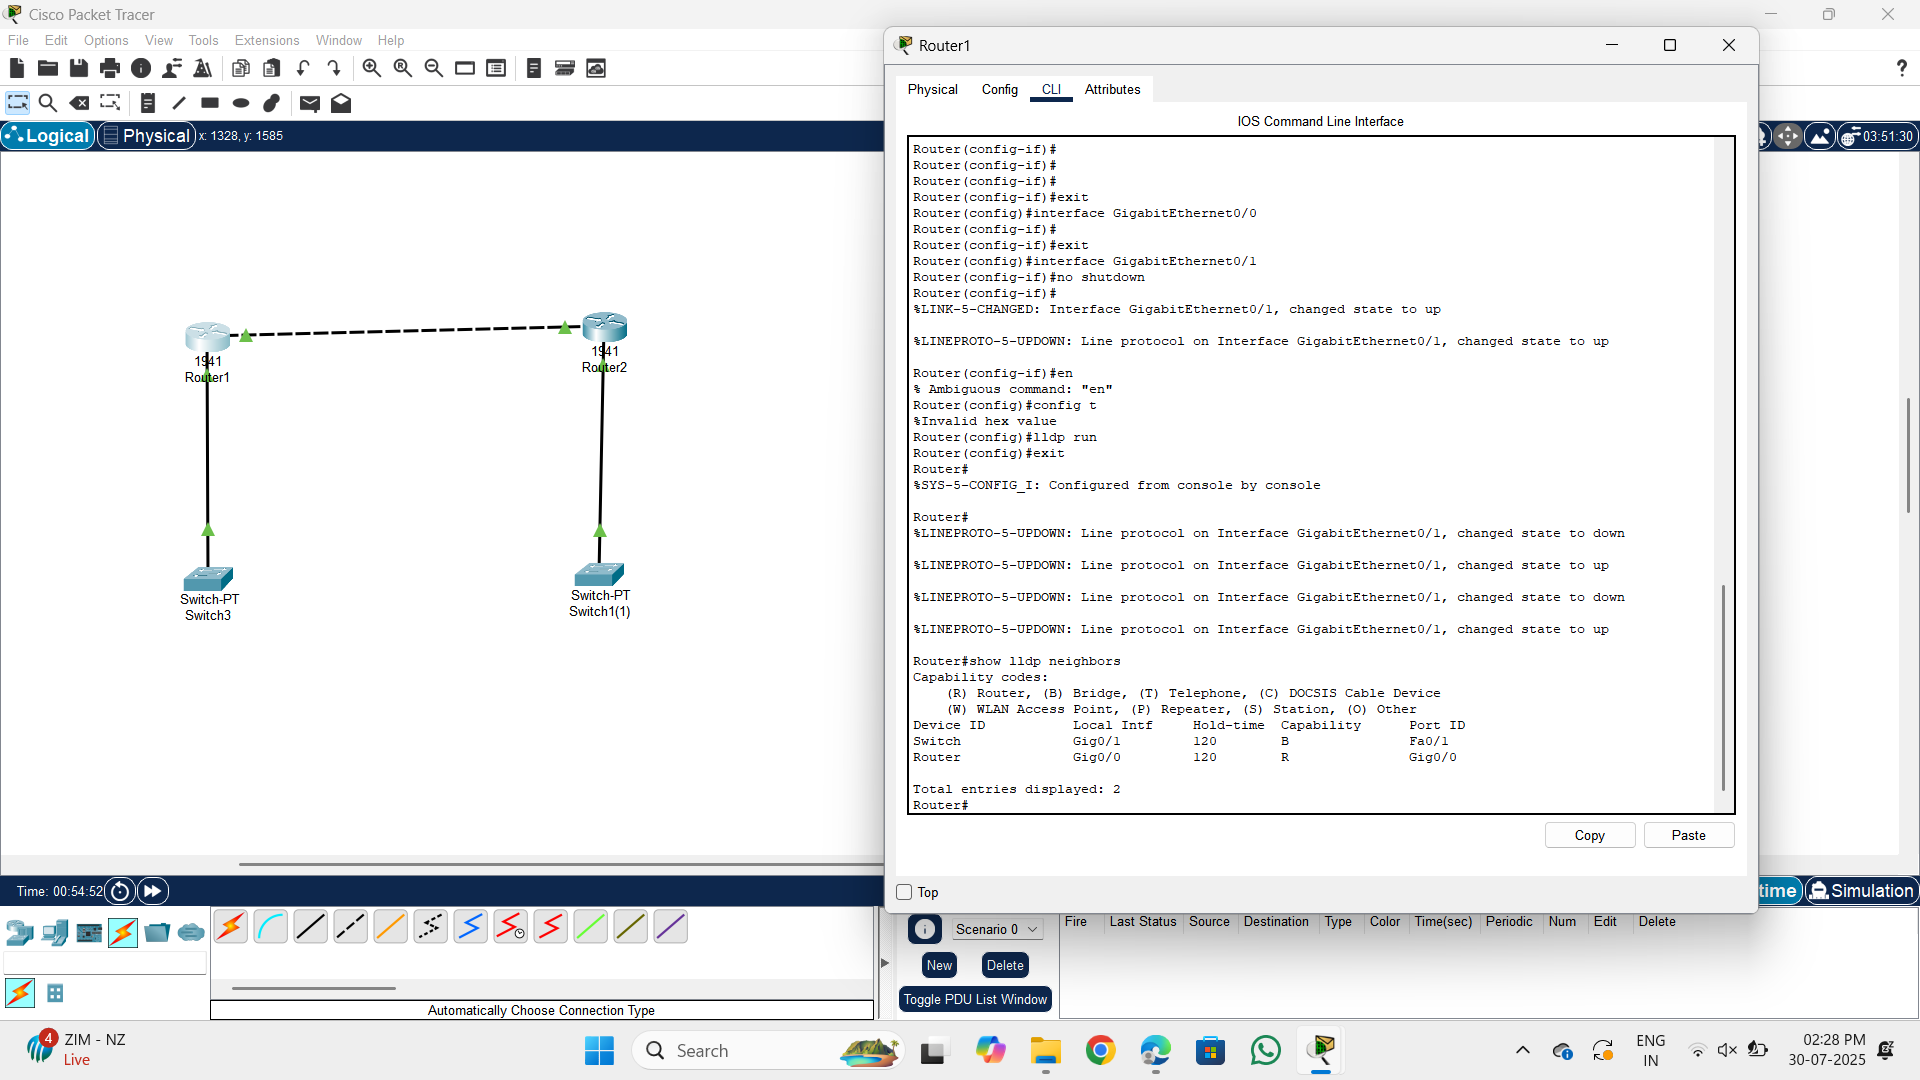 Cisco Packet Tracer
File Edit Options View Tools Extensions Window Help
Logical Physical x: 1328, y: 1585
03:51:30
1941
Router1
1941
Router2
Switch-PT
Switch3
Switch-PT
Switch1(1)
Router1
Physical Config CLI Attributes
IOS Command Line Interface
Router(config-if)#
Router(config-if)#
Router(config-if)#
Router(config-if)#exit
Router(config)#interface GigabitEthernet0/0
Router(config-if)#
Router(config-if)#exit
Router(config)#interface GigabitEthernet0/1
Router(config-if)#no shutdown
Router(config-if)#
%LINK-5-CHANGED: Interface GigabitEthernet0/1, changed state to up
%LINEPROTO-5-UPDOWN: Line protocol on Interface GigabitEthernet0/1, changed state to up
Router(config-if)#en
% Ambiguous command: "en"
Router(config)#config t
%Invalid hex value
Router(config)#lldp run
Router(config)#exit
Router#
%SYS-5-CONFIG_I: Configured from console by console
Router#
%LINEPROTO-5-UPDOWN: Line protocol on Interface GigabitEthernet0/1, changed state to down
%LINEPROTO-5-UPDOWN: Line protocol on Interface GigabitEthernet0/1, changed state to up
%LINEPROTO-5-UPDOWN: Line protocol on Interface GigabitEthernet0/1, changed state to down
%LINEPROTO-5-UPDOWN: Line protocol on Interface GigabitEthernet0/1, changed state to up
Router#show lldp neighbors
Capability codes:
(R) Router, (B) Bridge, (T) Telephone, (C) DOCSIS Cable Device
(W) WLAN Access Point, (P) Repeater, (S) Station, (O) Other
Device ID Local Intf Hold-time Capability Port ID
Switch Gig0/1 120 B Fa0/1
Router Gig0/0 120 R Gig0/0
Total entries displayed: 2
Router#
Copy Paste
Top
Time: 00:54:52
time Simulation
Automatically Choose Connection Type
Scenario 0
New Delete
Toggle PDU List Window
Fire Last Status Source Destination Type Color Time(sec) Periodic Num Edit Delete
4
ZIM - NZ
Live
Search
ENG
IN
02:28 PM
30-07-2025